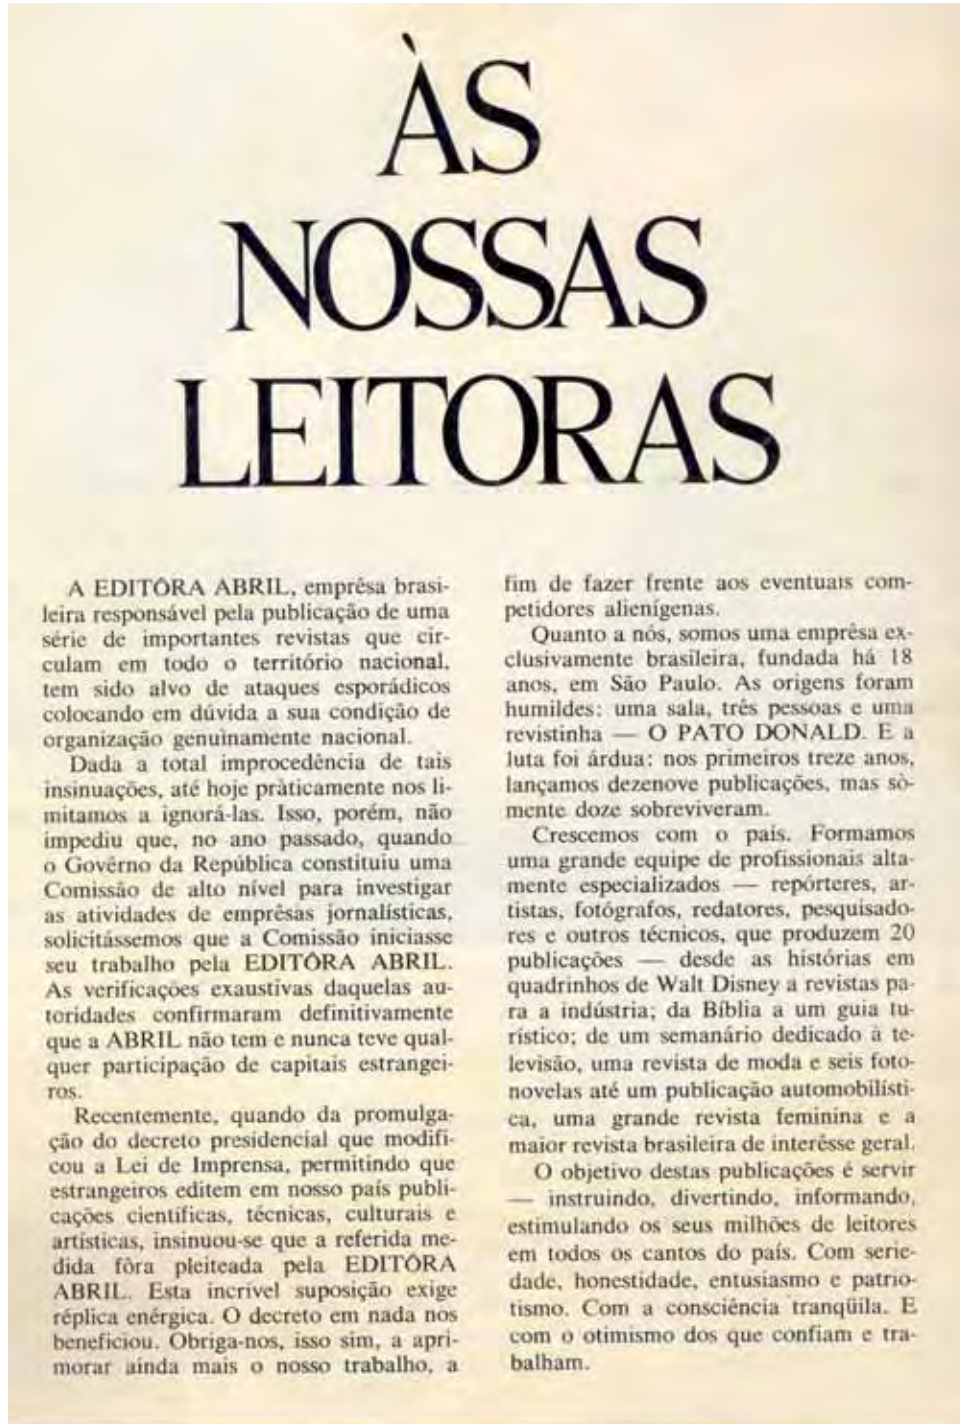 ÀS
NOSSAS
LEITORAS
A EDITÔRA ABRIL, emprêsa brasi-
leira responsável pela publicação de uma
série de importantes revistas que cir-
culam em todo o território nacional,
tem sido alvo de ataques esporádicos
colocando em dúvida a sua condição de
organização genuìnamente nacional.
Dada a total improcedência de tais
insinuações, até hoje pràticamente nos li-
mitamos a ignorá-las. Isso, porém, não
impediu que, no ano passado, quando
o Govêrno da República constituiu uma
Comissão de alto nível para investigar
as atividades de emprêsas jornalísticas,
solicitássemos que a Comissão iniciasse
seu trabalho pela EDITÔRA ABRIL.
As verificações exaustivas daquelas au-
toridades confirmaram definitivamente
que a ABRIL não tem e nunca teve qual-
quer participação de capitais estrangei-
ros.
Recentemente, quando da promulga-
ção do decreto presidencial que modifi-
cou a Lei de Imprensa, permitindo que
estrangeiros editem em nosso país publi-
cações científicas, técnicas, culturais e
artísticas, insinuou-se que a referida me-
dida fôra pleiteada pela EDITÔRA
ABRIL. Esta incrível suposição exige
réplica enérgica. O decreto em nada nos
beneficiou. Obriga-nos, isso sim, a apri-
morar ainda mais o nosso trabalho, a
fim de fazer frente aos eventuais com-
petidores alienígenas.
Quanto a nós, somos uma emprêsa ex-
clusivamente brasileira, fundada há 18
anos, em São Paulo. As origens foram
humildes: uma sala, três pessoas e uma
revistinha — O PATO DONALD. E a
luta foi árdua: nos primeiros treze anos,
lançamos dezenove publicações, mas sò-
mente doze sobreviveram.
Crescemos com o país. Formamos
uma grande equipe de profissionais alta-
mente especializados — repórteres, ar-
tistas, fotógrafos, redatores, pesquisado-
res e outros técnicos, que produzem 20
publicações — desde as histórias em
quadrinhos de Walt Disney a revistas pa-
ra a indústria; da Bíblia a um guia tu-
rístico; de um semanário dedicado à te-
levisão, uma revista de moda e seis foto-
novelas até um publicação automobilísti-
ca, uma grande revista feminina e a
maior revista brasileira de interêsse geral.
O objetivo destas publicações é servir
— instruindo, divertindo, informando,
estimulando os seus milhões de leitores
em todos os cantos do país. Com serie-
dade, honestidade, entusiasmo e patrio-
tismo. Com a consciência tranqüila. E
com o otimismo dos que confiam e tra-
balham.